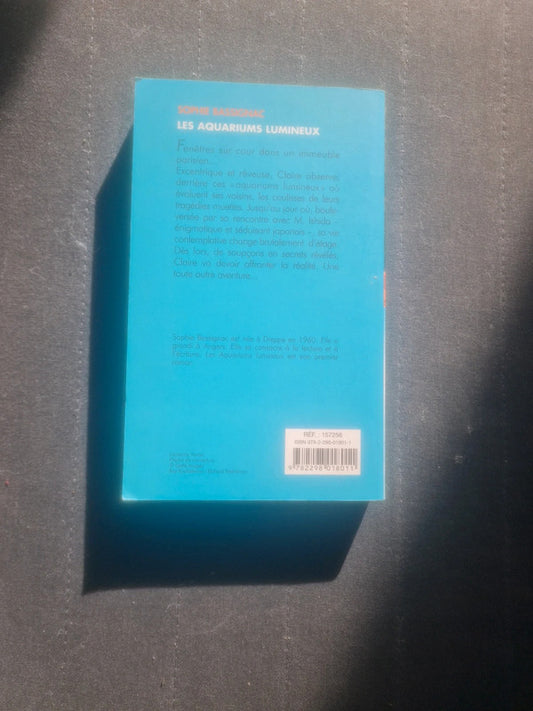 SOPHIE BASSIGNAC
LES AQUARIUMS LUMINEUX
Fenêtres sur cour dans un immeuble
parisien...
Excentrique et rêveuse, Claire observe
derrière ces « aquariums lumineux » où
évoluent ses voisins, les coulisses de leurs
tragédies muettes. Jusqu'au jour où, boule-
versée par sa rencontre avec M. Ishida –
énigmatique et séduisant japonais –, sa vie
contemplative change brutalement d'étage.
Dès lors, de soupçons en secrets révélés,
Claire va devoir affronter la réalité. Une
toute autre aventure...
Sophie Bassignac est née à Dieppe en 1960. Elle a
grandi à Angers. Elle se consacre à la lecture et à
l'écriture. Les Aquariums lumineux est son premier
roman.
RÉF. : 157256
ISBN 978-2-298-01801-1
9 782298 018011